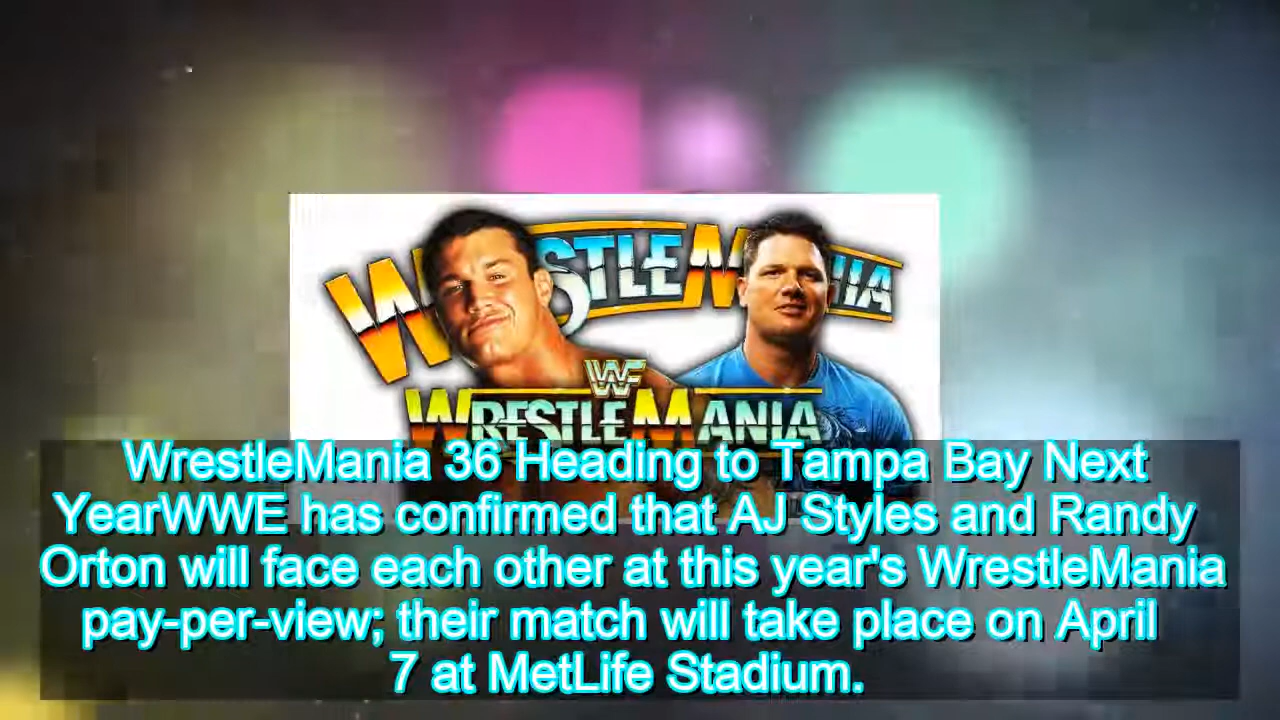 WRESTLEMANIA
WF
WRESTLEMANIA
WrestleMania 36 Heading to Tampa Bay Next
YearWWE has confirmed that AJ Styles and Randy
Orton will face each other at this year's WrestleMania
pay-per-view; their match will take place on April
7 at MetLife Stadium.